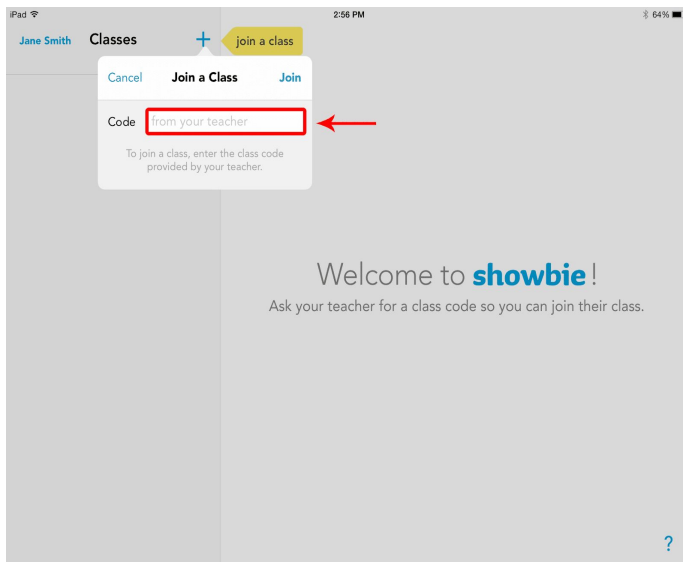 iPad 2:56 PM 64%
Jane Smith Classes + join a class
Cancel Join a Class Join
Code from your teacher
To join a class, enter the class code
provided by your teacher.
Welcome to showbie!
Ask your teacher for a class code so you can join their class.
?